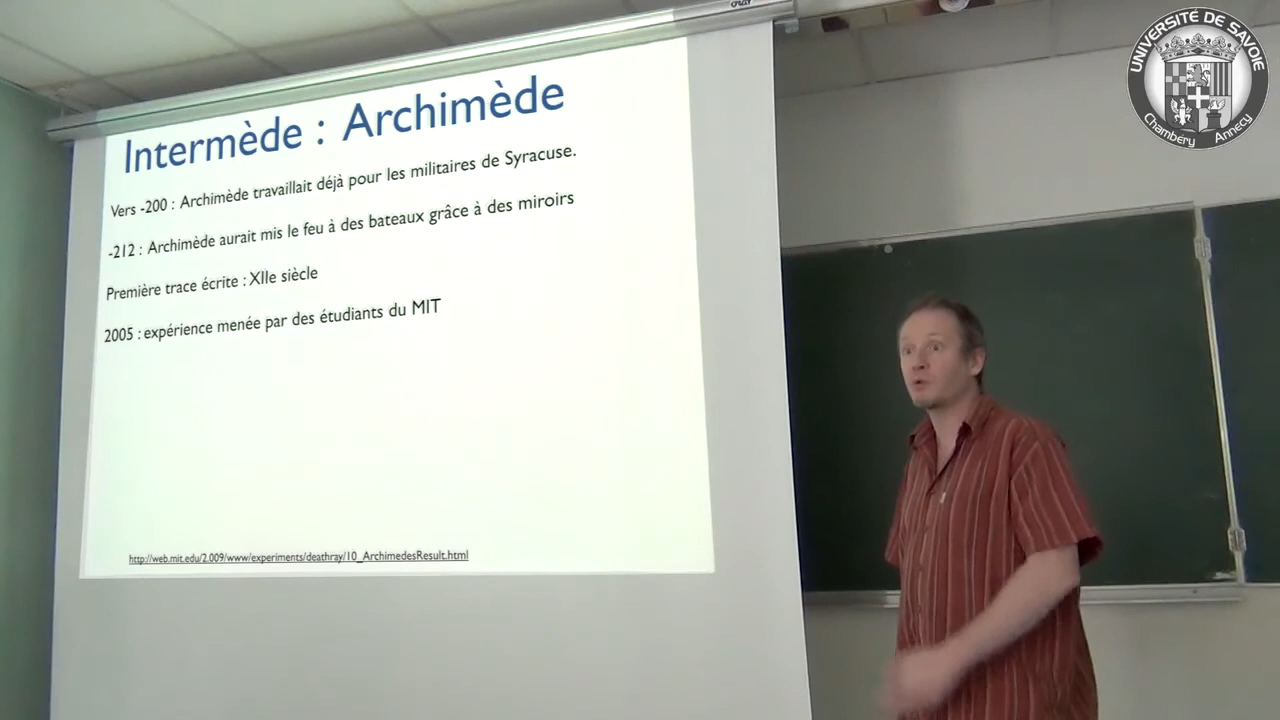 Intermède : Archimède
Vers -200 : Archimède travaillait déjà pour les militaires de Syracuse.
-212 : Archimède aurait mis le feu à des bateaux grâce à des miroirs
Première trace écrite : XIIe siècle
2005 : expérience menée par des étudiants du MIT
http://web.mit.edu/2.009/www/experiments/deathray/10_ArchimedesResult.html
UNIVERSITÉ DE SAVOIE
Chambéry Annecy